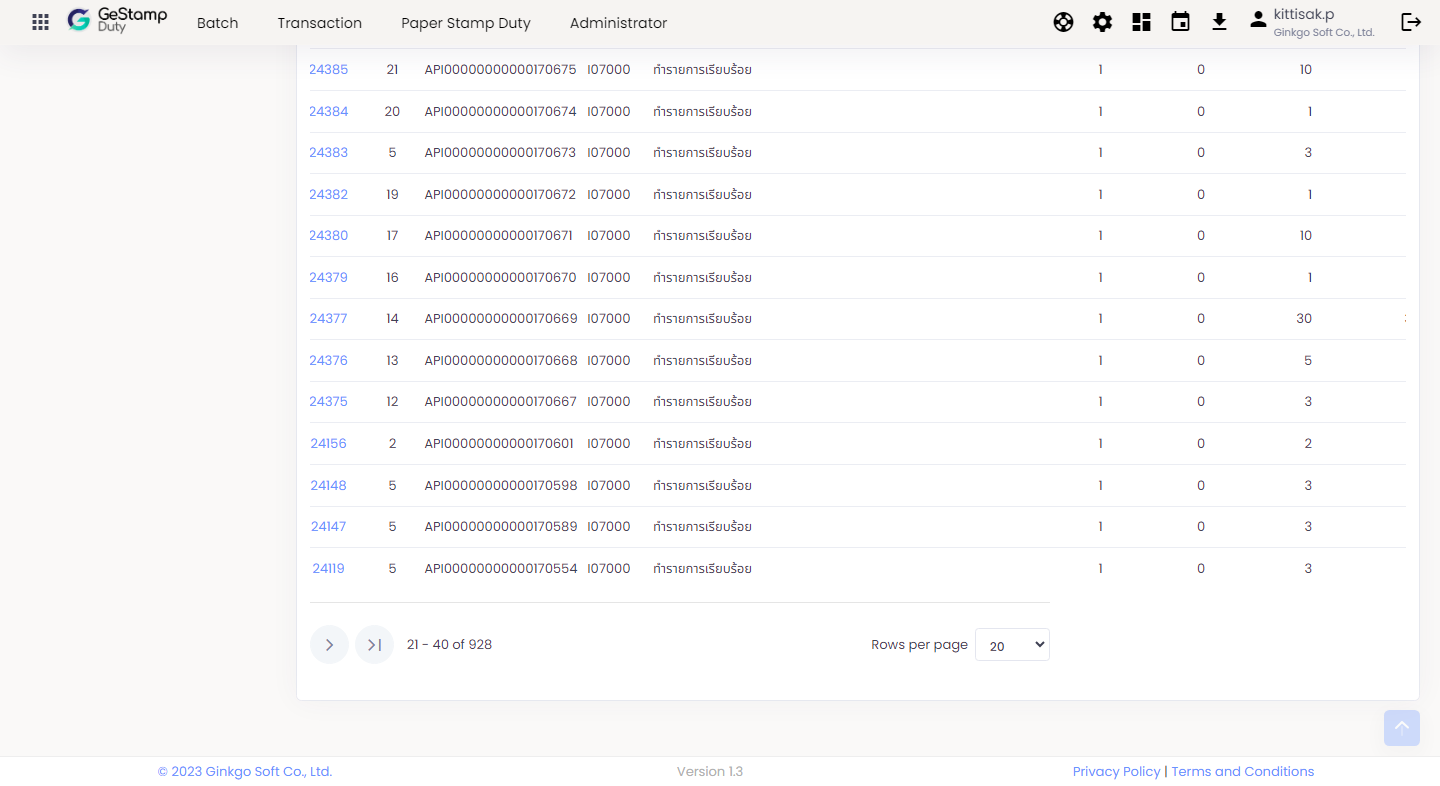 GeStamp
Duty
Batch
Transaction
Paper Stamp Duty
Administrator
kittisak.p
Ginkgo Soft Co., Ltd.
24385 21 API00000000000170675 I07000 ทำรายการเรียบร้อย 1 0 10
24384 20 API00000000000170674 I07000 ทำรายการเรียบร้อย 1 0 1
24383 5 API00000000000170673 I07000 ทำรายการเรียบร้อย 1 0 3
24382 19 API00000000000170672 I07000 ทำรายการเรียบร้อย 1 0 1
24380 17 API00000000000170671 I07000 ทำรายการเรียบร้อย 1 0 10
24379 16 API00000000000170670 I07000 ทำรายการเรียบร้อย 1 0 1
24377 14 API00000000000170669 I07000 ทำรายการเรียบร้อย 1 0 30
24376 13 API00000000000170668 I07000 ทำรายการเรียบร้อย 1 0 5
24375 12 API00000000000170667 I07000 ทำรายการเรียบร้อย 1 0 3
24156 2 API00000000000170601 I07000 ทำรายการเรียบร้อย 1 0 2
24148 5 API00000000000170598 I07000 ทำรายการเรียบร้อย 1 0 3
24147 5 API00000000000170589 I07000 ทำรายการเรียบร้อย 1 0 3
24119 5 API00000000000170554 I07000 ทำรายการเรียบร้อย 1 0 3
21 - 40 of 928
Rows per page 20
© 2023 Ginkgo Soft Co., Ltd.
Version 1.3
Privacy Policy | Terms and Conditions